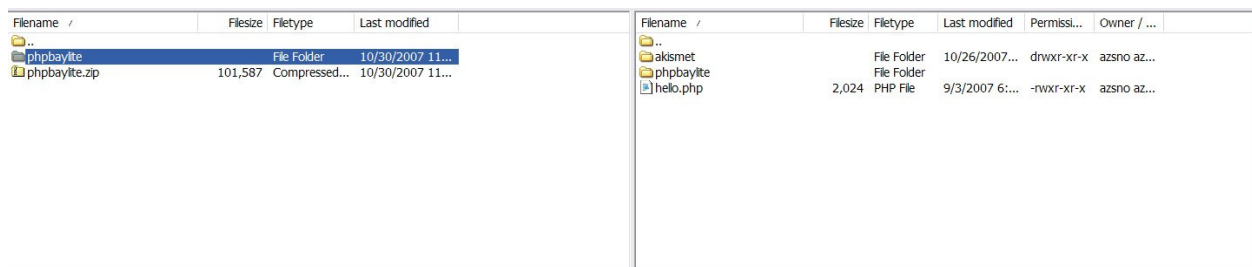 Filename / Filesize Filetype Last modified
..
phpbaylite File Folder 10/30/2007 11...
phpbaylite.zip 101,587 Compressed... 10/30/2007 11...
Filename / Filesize Filetype Last modified Permissi... Owner / ...
..
akismet File Folder 10/26/2007... drwxr-xr-x azsno az...
phpbaylite File Folder
hello.php 2,024 PHP File 9/3/2007 6:... -rwxr-xr-x azsno az...